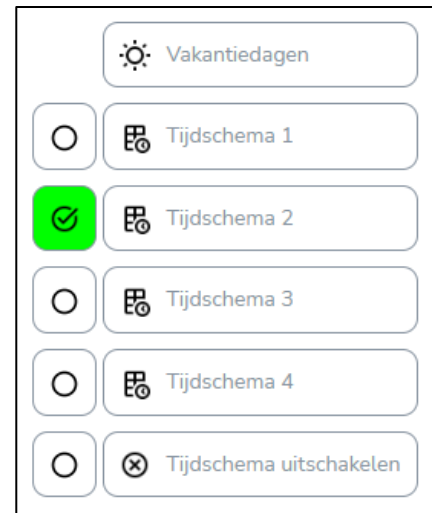 Vakantiedagen
Tijdschema 1
Tijdschema 2
Tijdschema 3
Tijdschema 4
Tijdschema uitschakelen